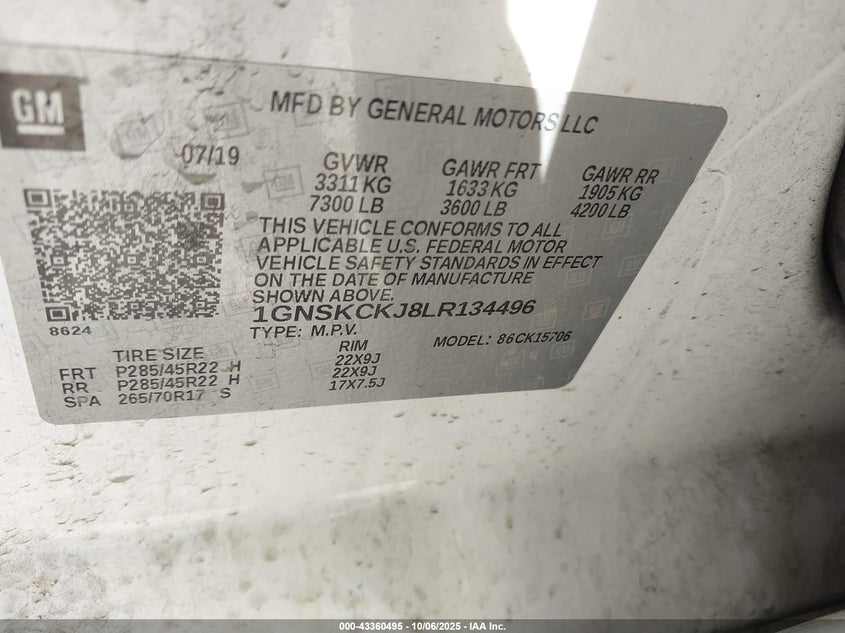 GM
MFD BY GENERAL MOTORS LLC
07/19 GVWR GAWR FRT GAWR RR
3311 KG 1633 KG 1905 KG
7300 LB 3600 LB 4200 LB
THIS VEHICLE CONFORMS TO ALL
APPLICABLE U.S. FEDERAL MOTOR
VEHICLE SAFETY STANDARDS IN EFFECT
ON THE DATE OF MANUFACTURE
SHOWN ABOVE.
8624
1GNSKCKJ8LR134496
TYPE: M.P.V. MODEL: 86CK15706
TIRE SIZE RIM
FRT P285/45R22 H 22X9J
RR P285/45R22 H 22X9J
SPA 265/70R17 S 17X7.5J
000-43360495 - 10/06/2025 - IAA Inc.